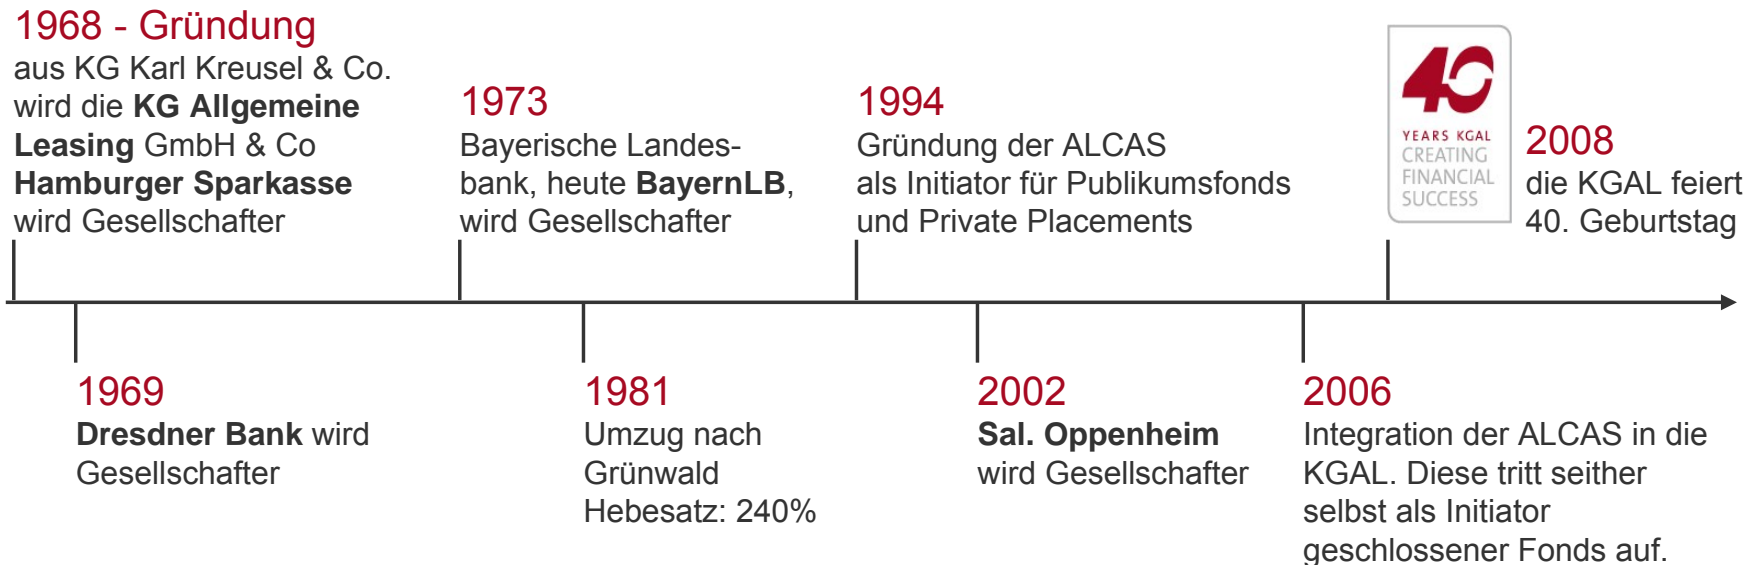 1968 - Gründung
aus KG Karl Kreusel & Co.
wird die KG Allgemeine
Leasing GmbH & Co
Hamburger Sparkasse
wird Gesellschafter
1973
Bayerische Landes-
bank, heute BayernLB,
wird Gesellschafter
1994
Gründung der ALCAS
als Initiator für Publikumsfonds
und Private Placements
40
YEARS KGAL
CREATING
FINANCIAL
SUCCESS
2008
die KGAL feiert
40. Geburtstag
1969
Dresdner Bank wird
Gesellschafter
1981
Umzug nach
Grünwald
Hebesatz: 240%
2002
Sal. Oppenheim
wird Gesellschafter
2006
Integration der ALCAS in die
KGAL. Diese tritt seither
selbst als Initiator
geschlossener Fonds auf.